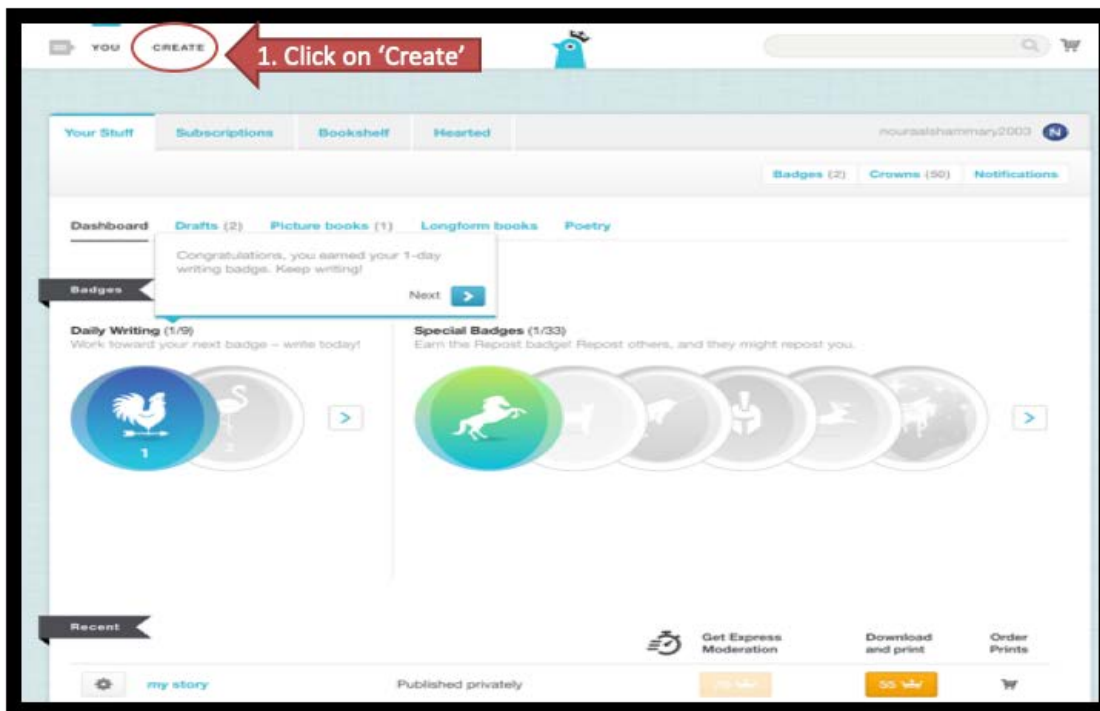 YOU CREATE
1. Click on ‘Create’
Your Stuff Subscriptions Bookshelf Hearted nouraalshammary2003 N
Badges (2) Crowns (50) Notifications
Dashboard Drafts (2) Picture books (1) Longform books Poetry
Congratulations, you earned your 1-day
writing badge. Keep writing!
Next
Badges
Daily Writing (1/9) Special Badges (1/33)
Work toward your next badge – write today! Earn the Repost badge! Repost others, and they might repost you.
1
Recent
Get Express Download Order
Moderation and print Prints
my story Published privately 55